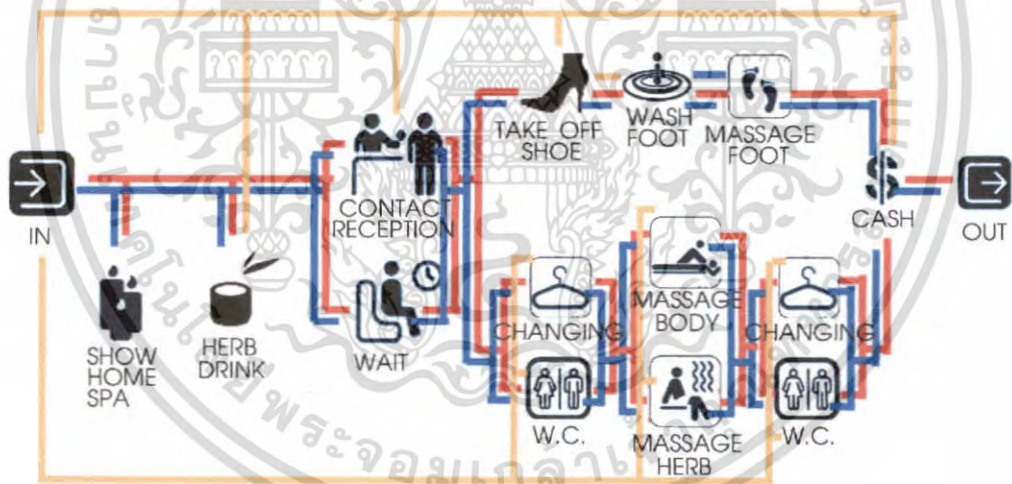 IN
SHOW
HOME
SPA
HERB
DRINK
CONTACT
RECEPTION
WAIT
TAKE OFF
SHOE
WASH
FOOT
MASSAGE
FOOT
CHANGING
W.C.
MASSAGE
BODY
MASSAGE
HERB
CHANGING
W.C.
$
CASH
OUT